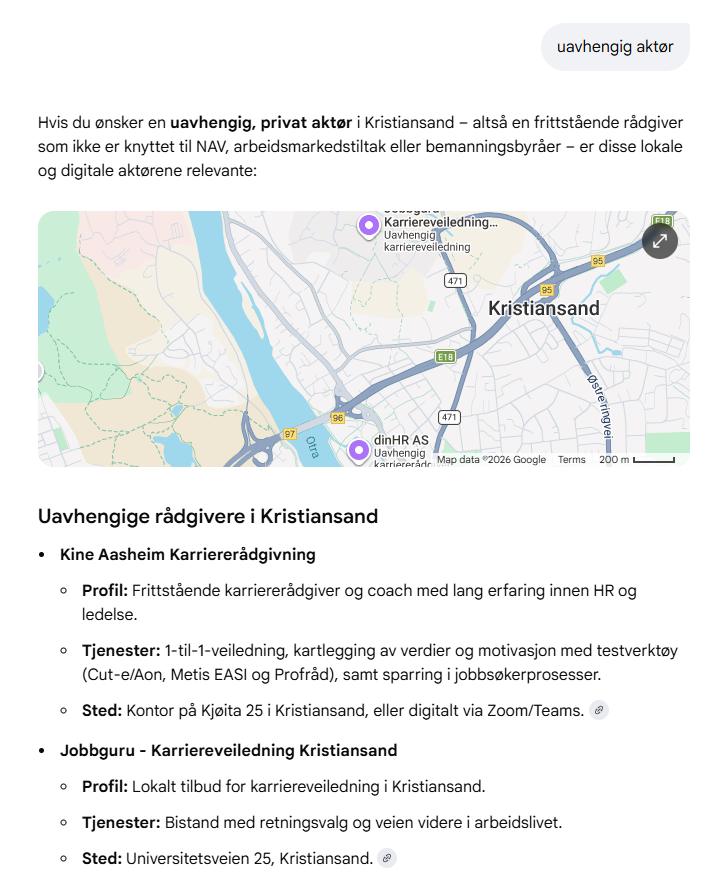 uavhengig aktør
Hvis du ønsker en uavhengig, privat aktør i Kristiansand – altså en frittstående rådgiver
som ikke er knyttet til NAV, arbeidsmarkedstiltak eller bemanningsbyråer – er disse lokale
og digitale aktørene relevante:
Jobbguru -
Karriereveiledning...
Uavhengig
karriereveiledning
E18
95
95
471
Kristiansand
E18
Østre ringvei
471
96
97
Otra
dinHR AS
Uavhengig
Map data ©2026 Google Terms 200 m
Uavhengige rådgivere i Kristiansand
• Kine Aasheim Karriererådgivning
Profil: Frittstående karriererådgiver og coach med lang erfaring innen HR og
ledelse.
Tjenester: 1-til-1-veiledning, kartlegging av verdier og motivasjon med testverktøy
(Cut-e/Aon, Metis EASI og Profråd), samt sparring i jobbsøkerprosesser.
Sted: Kontor på Kjøita 25 i Kristiansand, eller digitalt via Zoom/Teams.
• Jobbguru - Karriereveiledning Kristiansand
Profil: Lokalt tilbud for karriereveiledning i Kristiansand.
Tjenester: Bistand med retningsvalg og veien videre i arbeidslivet.
Sted: Universitetsveien 25, Kristiansand.